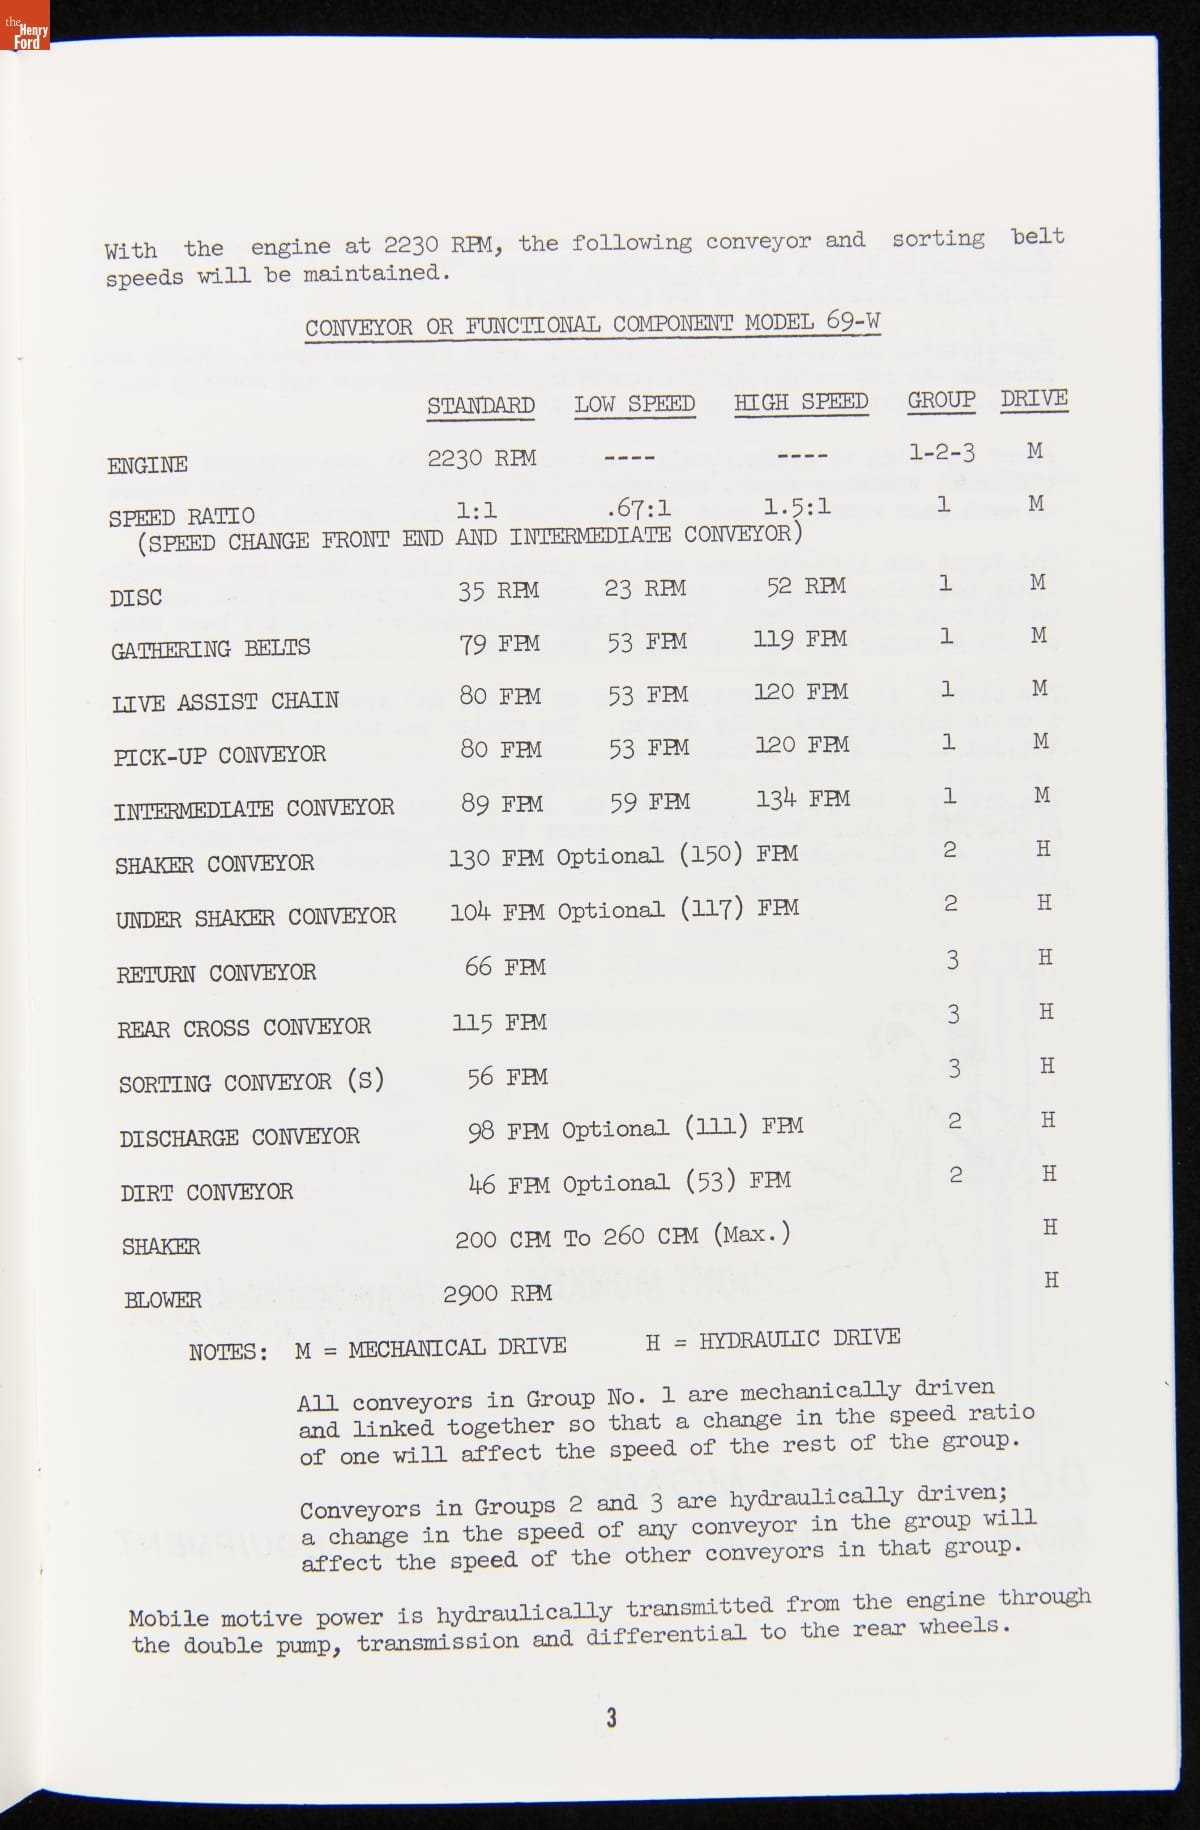 the
Henry
Ford
With the engine at 2230 RPM, the following conveyor and sorting belt
speeds will be maintained.
CONVEYOR OR FUNCTIONAL COMPONENT MODEL 69-W
STANDARD LOW SPEED HIGH SPEED GROUP DRIVE
ENGINE 2230 RPM ---- ---- 1-2-3 M
SPEED RATIO 1:1 .67:1 1.5:1 1 M
(SPEED CHANGE FRONT END AND INTERMEDIATE CONVEYOR)
DISC 35 RPM 23 RPM 52 RPM 1 M
GATHERING BELTS 79 FPM 53 FPM 119 FPM 1 M
LIVE ASSIST CHAIN 80 FPM 53 FPM 120 FPM 1 M
PICK-UP CONVEYOR 80 FPM 53 FPM 120 FPM 1 M
INTERMEDIATE CONVEYOR 89 FPM 59 FPM 134 FPM 1 M
SHAKER CONVEYOR 130 FPM Optional (150) FPM 2 H
UNDER SHAKER CONVEYOR 104 FPM Optional (117) FPM 2 H
RETURN CONVEYOR 66 FPM 3 H
REAR CROSS CONVEYOR 115 FPM 3 H
SORTING CONVEYOR (S) 56 FPM 3 H
DISCHARGE CONVEYOR 98 FPM Optional (111) FPM 2 H
DIRT CONVEYOR 46 FPM Optional (53) FPM 2 H
SHAKER 200 CPM To 260 CPM (Max.) H
BLOWER 2900 RPM H
NOTES: M = MECHANICAL DRIVE H = HYDRAULIC DRIVE
All conveyors in Group No. 1 are mechanically driven
and linked together so that a change in the speed ratio
of one will affect the speed of the rest of the group.
Conveyors in Groups 2 and 3 are hydraulically driven;
a change in the speed of any conveyor in the group will
affect the speed of the other conveyors in that group.
Mobile motive power is hydraulically transmitted from the engine through
the double pump, transmission and differential to the rear wheels.
3